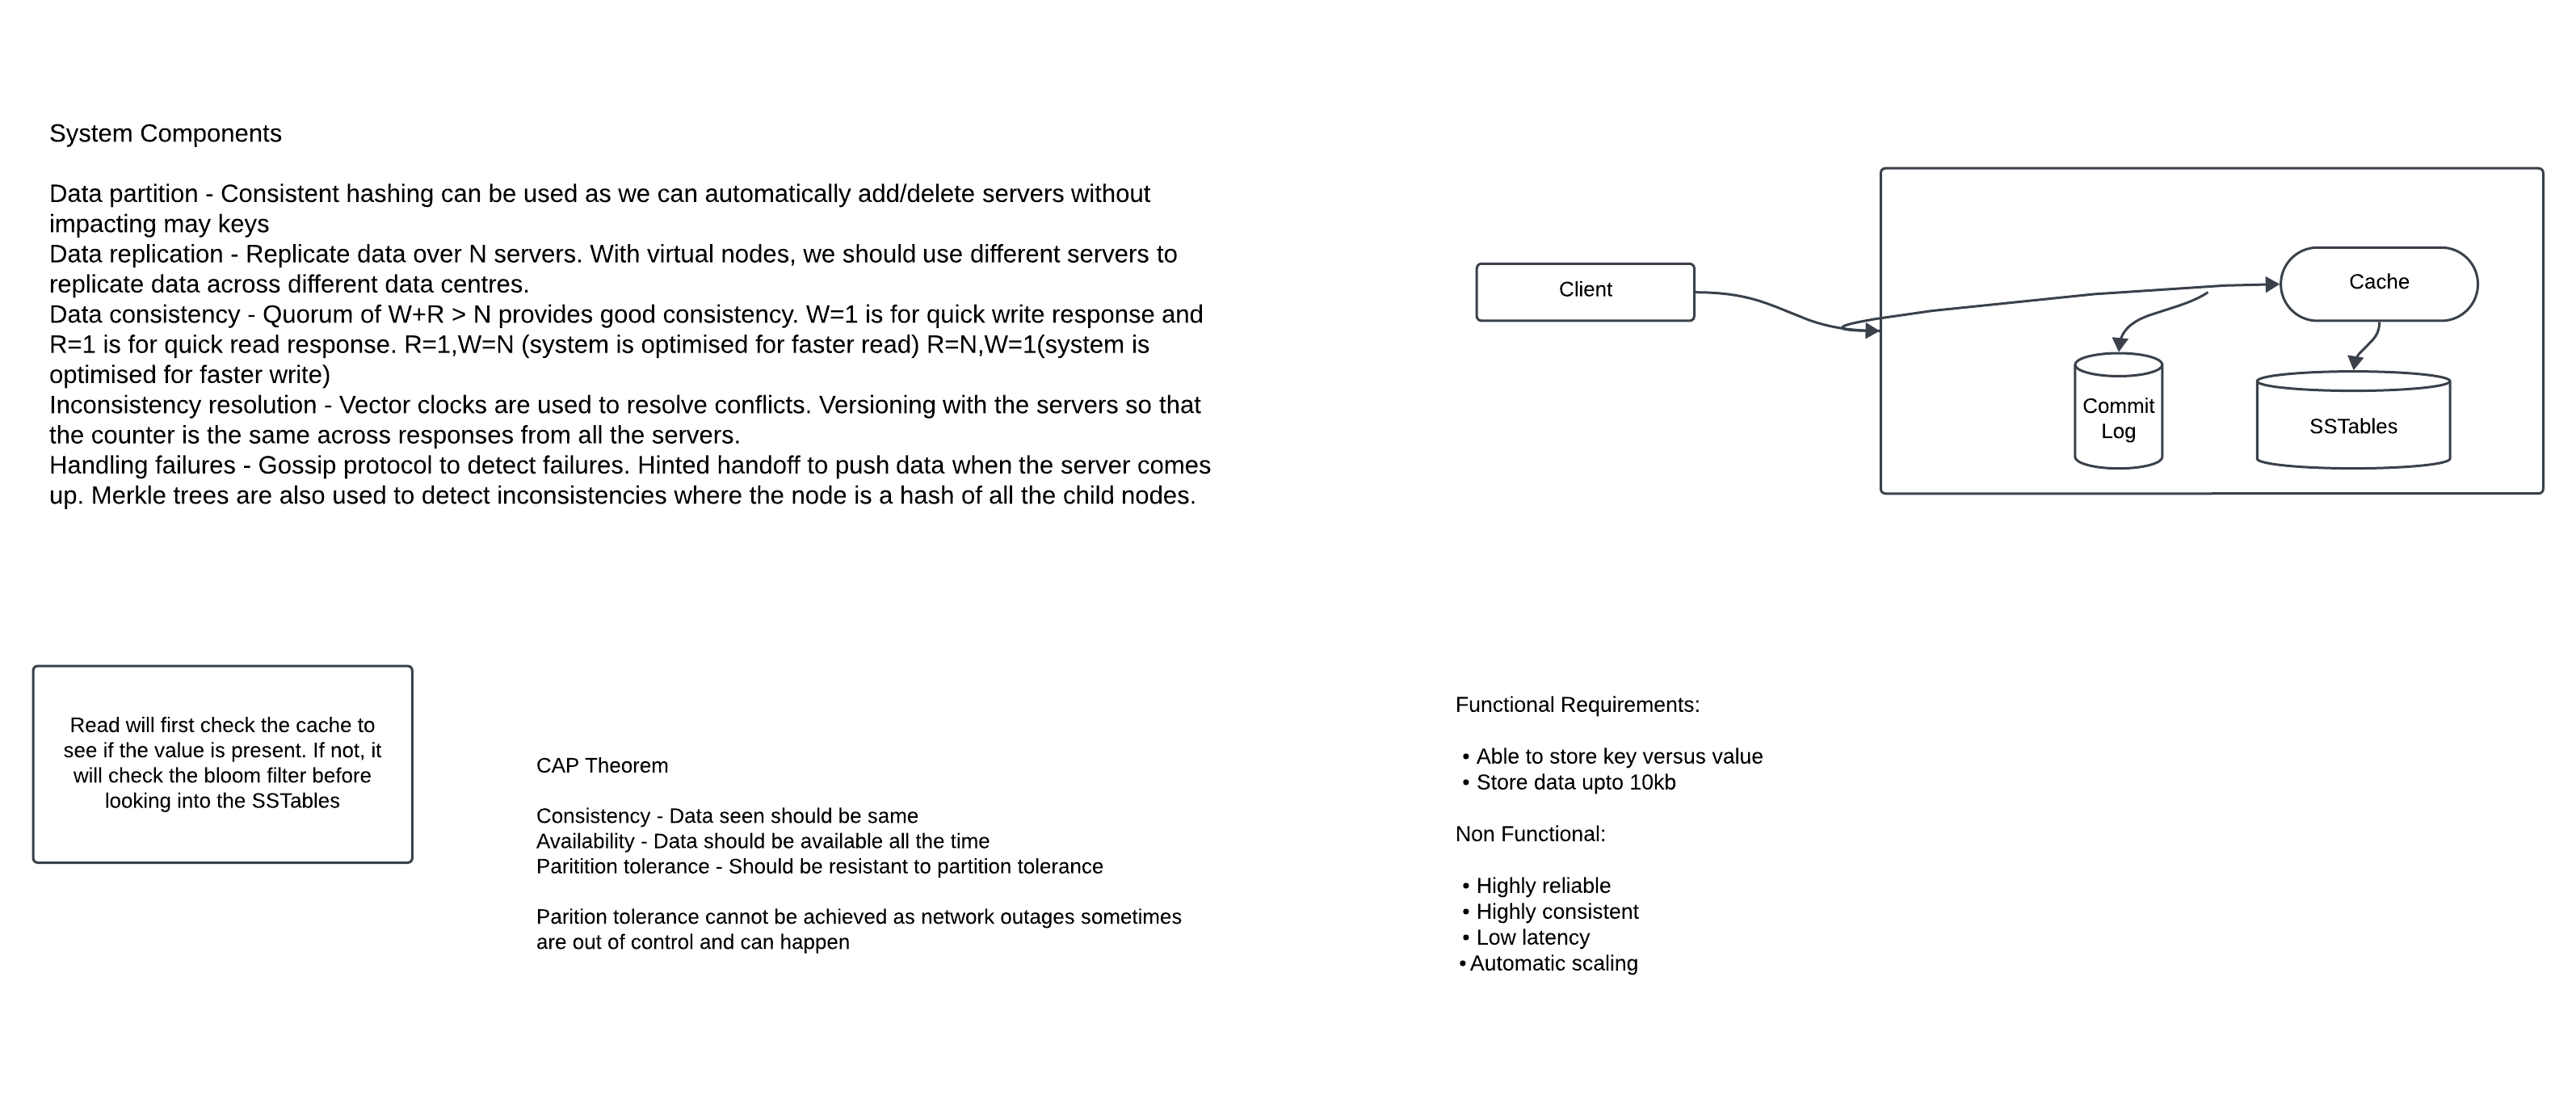 System Components
Data partition - Consistent hashing can be used as we can automatically add/delete servers without
impacting may keys
Data replication - Replicate data over N servers. With virtual nodes, we should use different servers to
replicate data across different data centres.
Data consistency - Quorum of W+R > N provides good consistency. W=1 is for quick write response and
R=1 is for quick read response. R=1,W=N (system is optimised for faster read) R=N,W=1(system is
optimised for faster write)
Inconsistency resolution - Vector clocks are used to resolve conflicts. Versioning with the servers so that
the counter is the same across responses from all the servers.
Handling failures - Gossip protocol to detect failures. Hinted handoff to push data when the server comes
up. Merkle trees are also used to detect inconsistencies where the node is a hash of all the child nodes.
Client
Cache
Commit
Log
SSTables
Read will first check the cache to
see if the value is present. If not, it
will check the bloom filter before
looking into the SSTables
CAP Theorem
Consistency - Data seen should be same
Availability - Data should be available all the time
Paritition tolerance - Should be resistant to partition tolerance
Parition tolerance cannot be achieved as network outages sometimes
are out of control and can happen
Functional Requirements:
• Able to store key versus value
• Store data upto 10kb
Non Functional:
• Highly reliable
• Highly consistent
• Low latency
• Automatic scaling